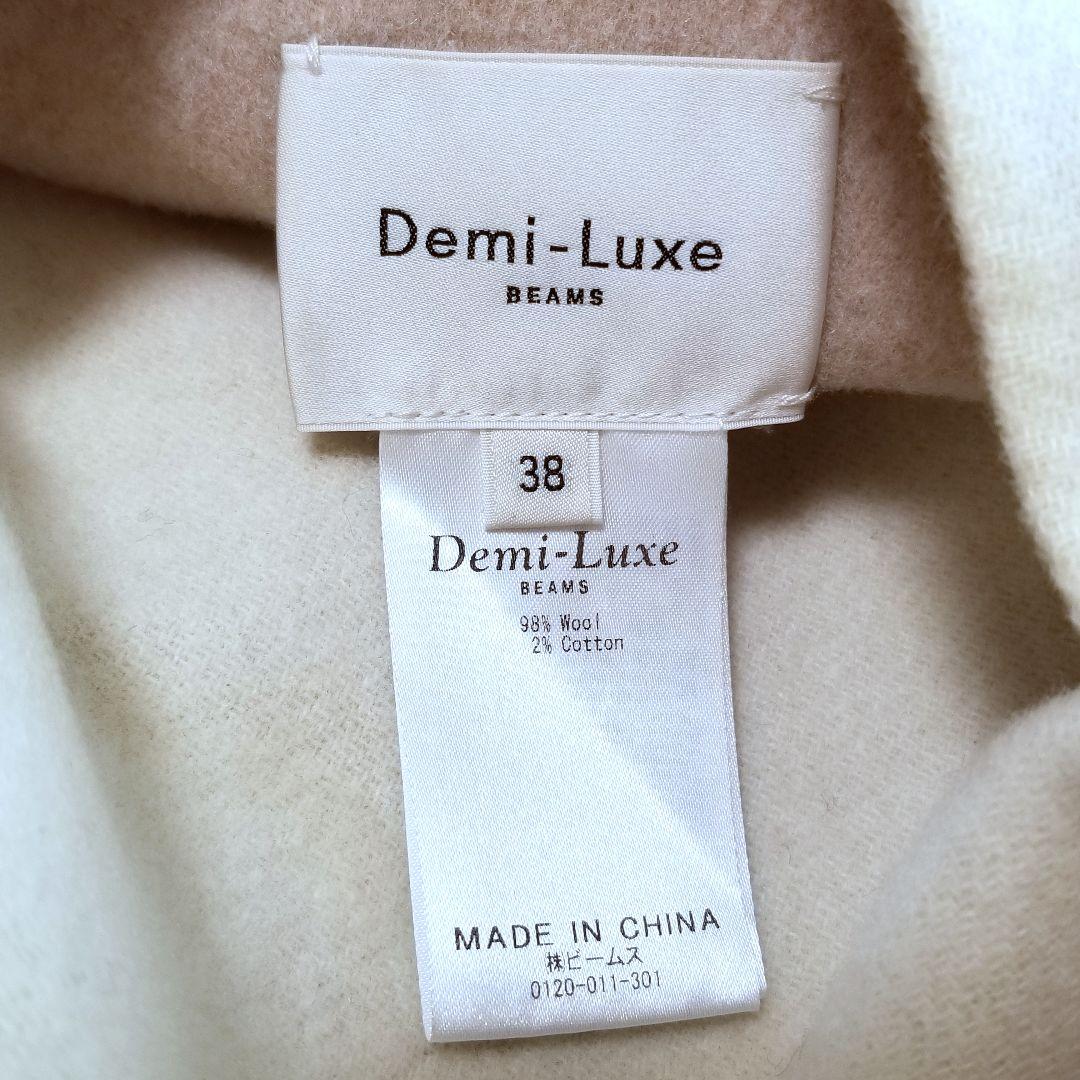 Demi-Luxe
BEAMS
38
Demi-Luxe
BEAMS
98% Wool
2% Cotton
MADE IN CHINA
㈱ビームス
0120-011-301